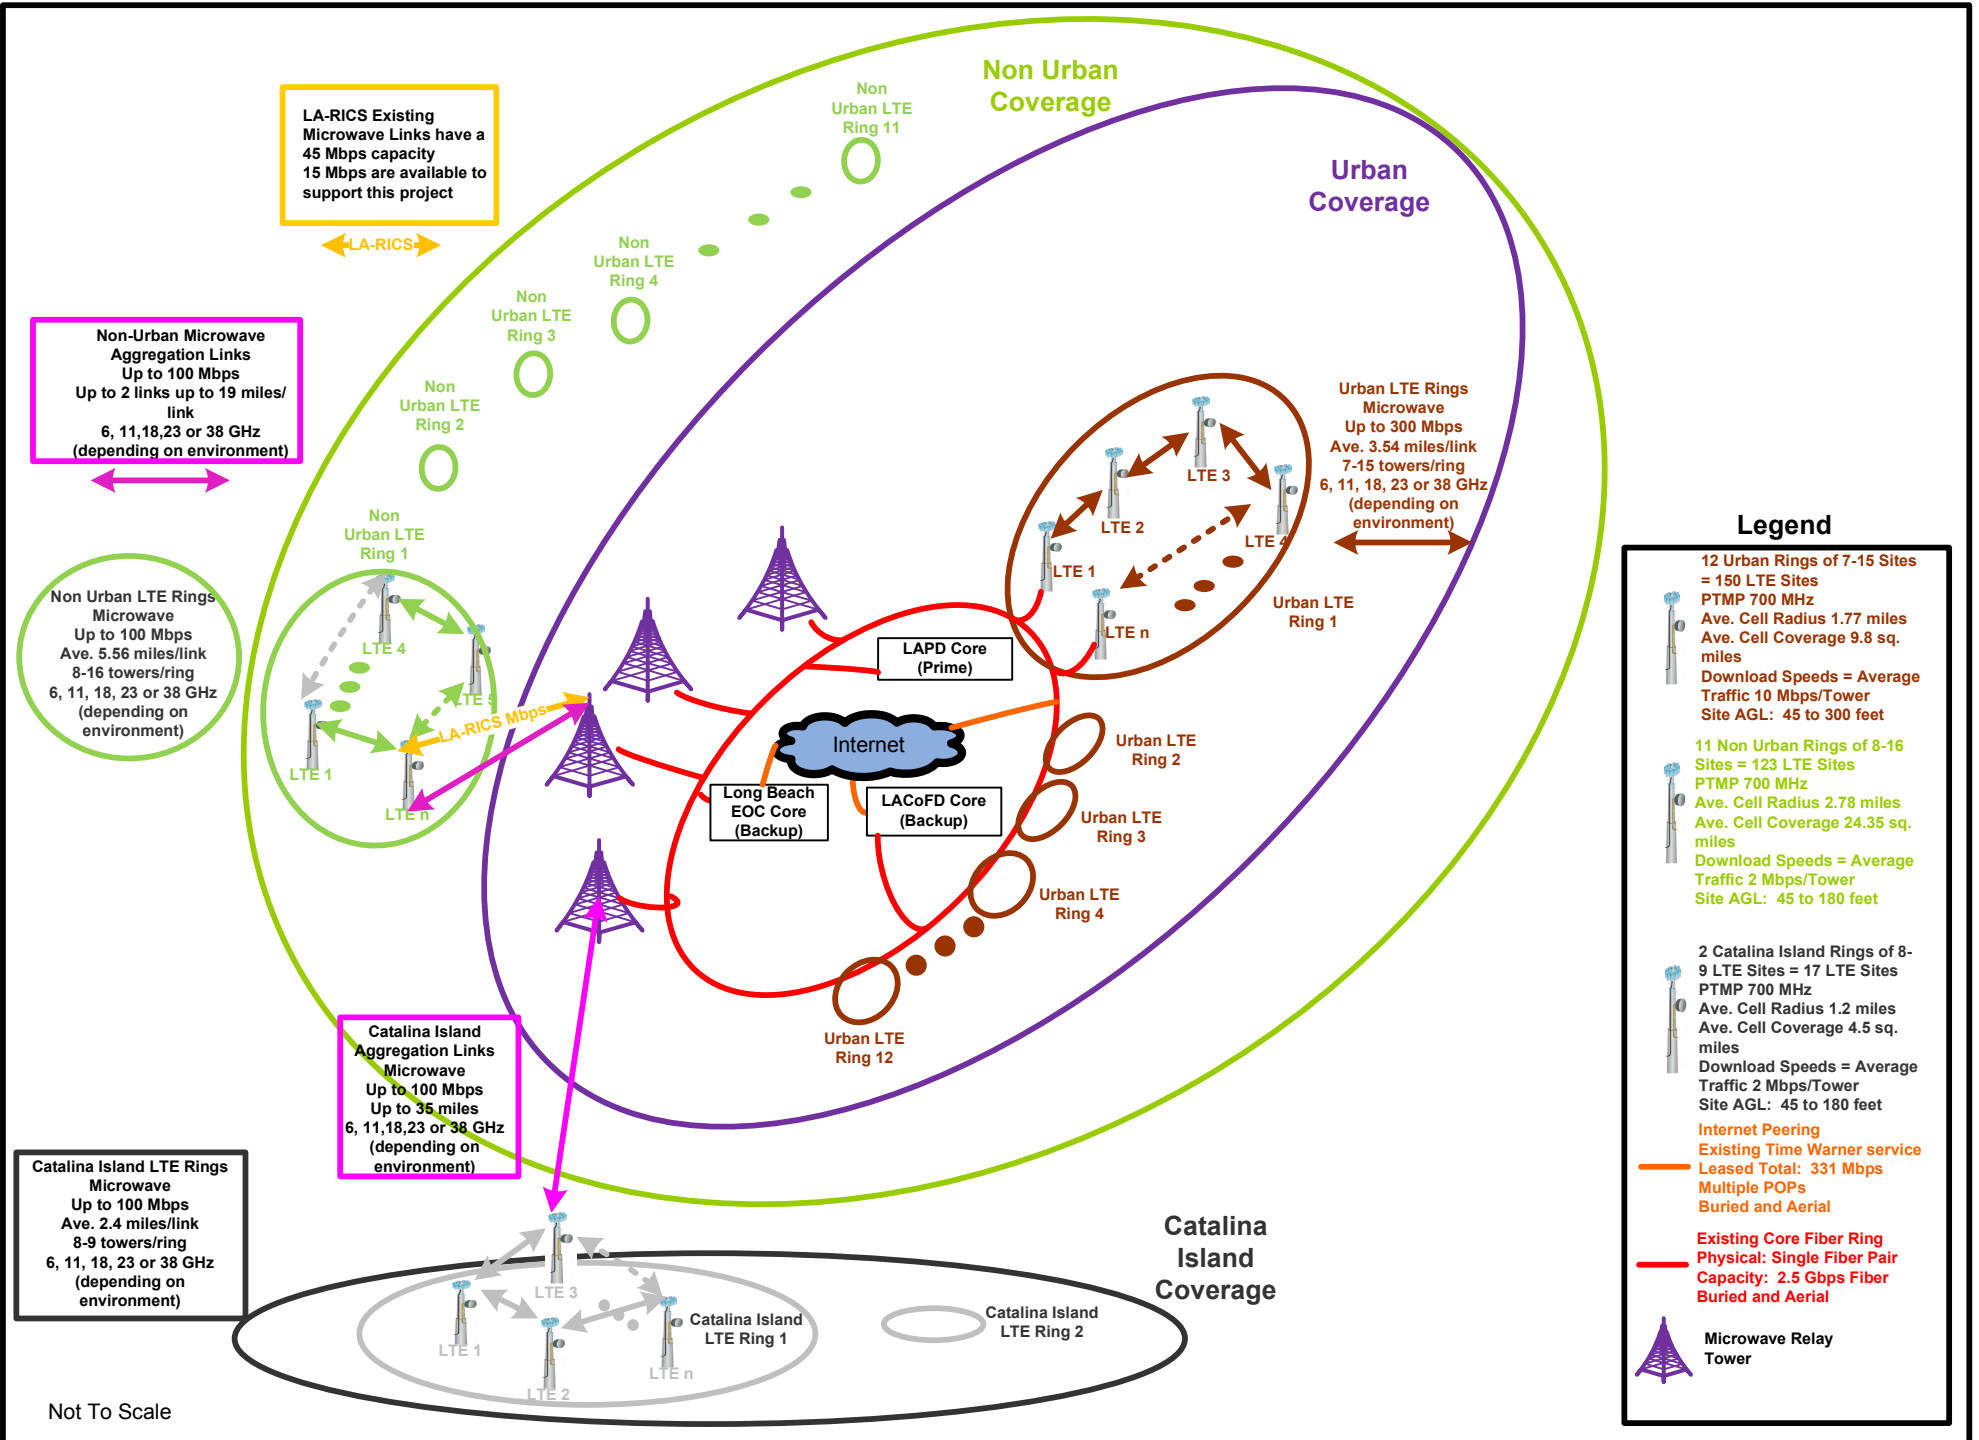 Non Urban
Coverage
Urban
Coverage
LA-RICS Existing
Microwave Links have a
45 Mbps capacity
15 Mbps are available to
support this project
LA-RICS
Non
Urban LTE
Ring 11
Non
Urban LTE
Ring 4
Non
Urban LTE
Ring 3
Non
Urban LTE
Ring 2
Non
Urban LTE
Ring 1
Non-Urban Microwave
Aggregation Links
Up to 100 Mbps
Up to 2 links up to 19 miles/
link
6, 11,18,23 or 38 GHz
(depending on environment)
Non Urban LTE Rings
Microwave
Up to 100 Mbps
Ave. 5.56 miles/link
8-16 towers/ring
6, 11, 18, 23 or 38 GHz
(depending on
environment)
LTE 4
LTE 5
LTE 1
LTE n
LA-RICS Mbps
LTE 3
LTE 2
LTE 4
LTE 1
LTE n
Urban LTE Rings
Microwave
Up to 300 Mbps
Ave. 3.54 miles/link
7-15 towers/ring
6, 11, 18, 23 or 38 GHz
(depending on
environment)
Urban LTE
Ring 1
LAPD Core
(Prime)
Internet
Long Beach
EOC Core
(Backup)
LACoFD Core
(Backup)
Urban LTE
Ring 2
Urban LTE
Ring 3
Urban LTE
Ring 4
Urban LTE
Ring 12
Catalina Island
Aggregation Links
Microwave
Up to 100 Mbps
Up to 35 miles
6, 11,18,23 or 38 GHz
(depending on
environment)
Catalina Island LTE Rings
Microwave
Up to 100 Mbps
Ave. 2.4 miles/link
8-9 towers/ring
6, 11, 18, 23 or 38 GHz
(depending on
environment)
Catalina
Island
Coverage
LTE 3
LTE 1
LTE 2
LTE n
Catalina Island
LTE Ring 1
Catalina Island
LTE Ring 2
Not To Scale
Legend
12 Urban Rings of 7-15 Sites
= 150 LTE Sites
PTMP 700 MHz
Ave. Cell Radius 1.77 miles
Ave. Cell Coverage 9.8 sq.
miles
Download Speeds = Average
Traffic 10 Mbps/Tower
Site AGL: 45 to 300 feet
11 Non Urban Rings of 8-16
Sites = 123 LTE Sites
PTMP 700 MHz
Ave. Cell Radius 2.78 miles
Ave. Cell Coverage 24.35 sq.
miles
Download Speeds = Average
Traffic 2 Mbps/Tower
Site AGL: 45 to 180 feet
2 Catalina Island Rings of 8-
9 LTE Sites = 17 LTE Sites
PTMP 700 MHz
Ave. Cell Radius 1.2 miles
Ave. Cell Coverage 4.5 sq.
miles
Download Speeds = Average
Traffic 2 Mbps/Tower
Site AGL: 45 to 180 feet
Internet Peering
Existing Time Warner service
Leased Total: 331 Mbps
Multiple POPs
Buried and Aerial
Existing Core Fiber Ring
Physical: Single Fiber Pair
Capacity: 2.5 Gbps Fiber
Buried and Aerial
Microwave Relay
Tower